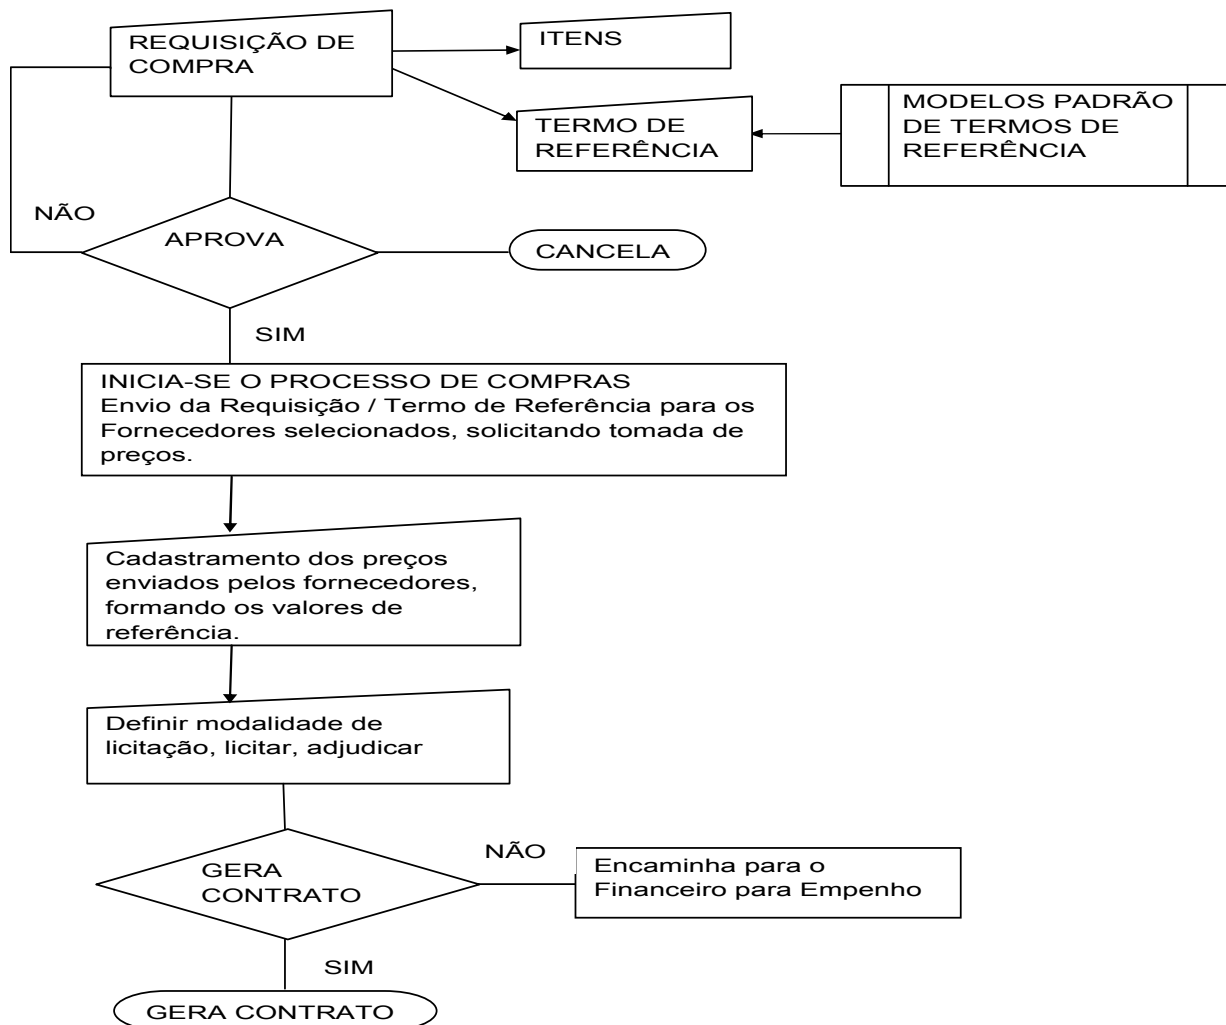 REQUISIÇÃO DE
COMPRA
ITENS
TERMO DE
REFERÊNCIA
MODELOS PADRÃO
DE TERMOS DE
REFERÊNCIA
NÃO
APROVA
CANCELA
SIM
INICIA-SE O PROCESSO DE COMPRAS
Envio da Requisição / Termo de Referência para os
Fornecedores selecionados, solicitando tomada de
preços.
Cadastramento dos preços
enviados pelos fornecedores,
formando os valores de
referência.
Definir modalidade de
licitação, licitar, adjudicar
GERA
CONTRATO
NÃO
Encaminha para o
Financeiro para Empenho
SIM
GERA CONTRATO